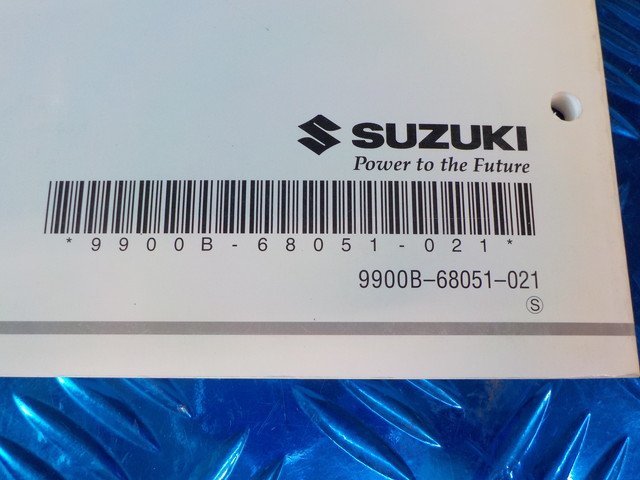 SUZUKI
Power to the Future
*9900B-68051-021*
9900B-68051-021
Ⓢ